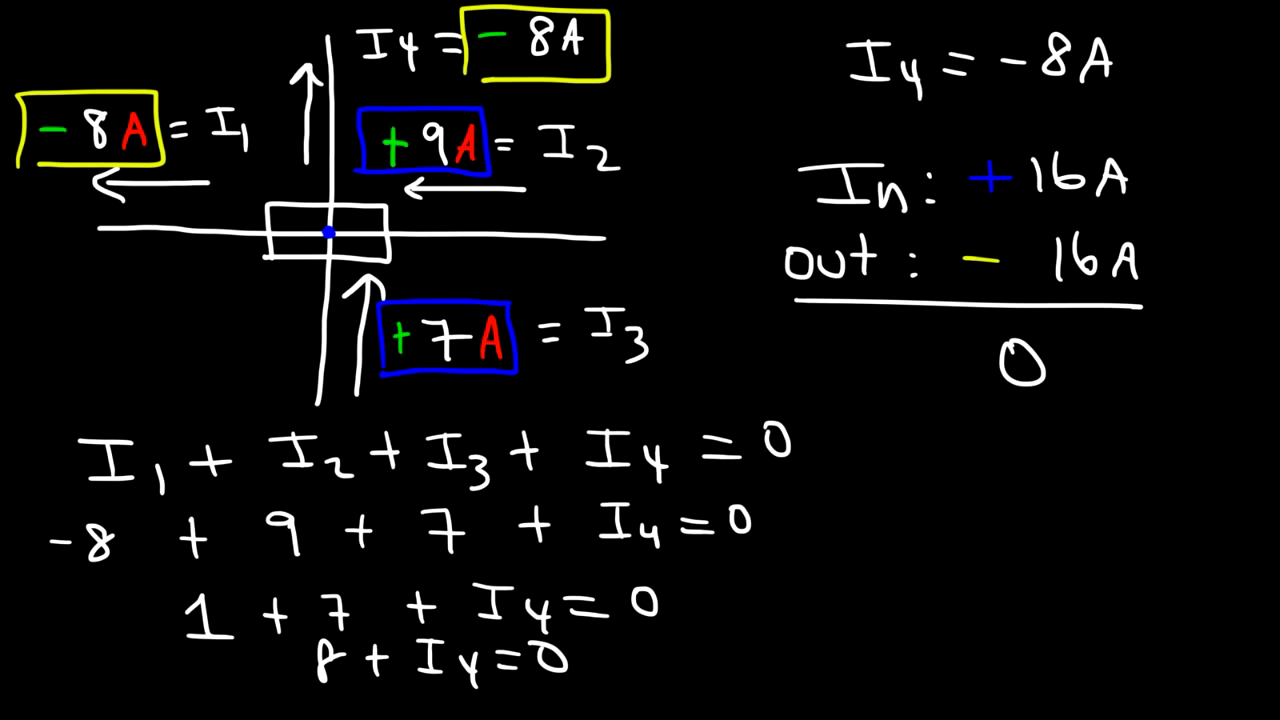 I4 = - 8A
- 8A = I1
+ 9A = I2
+ 7A = I3
I1 + I2 + I3 + I4 = 0
-8 + 9 + 7 + I4 = 0
1 + 7 + I4 = 0
8 + I4 = 0
I4 = -8A
In: + 16A
out: - 16A
0